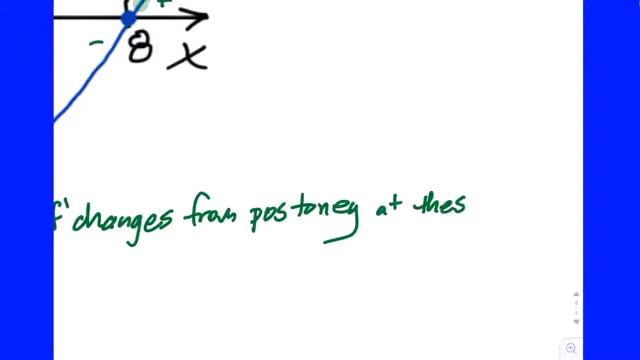 +
-
8 X
f' changes from pos to neg at thes